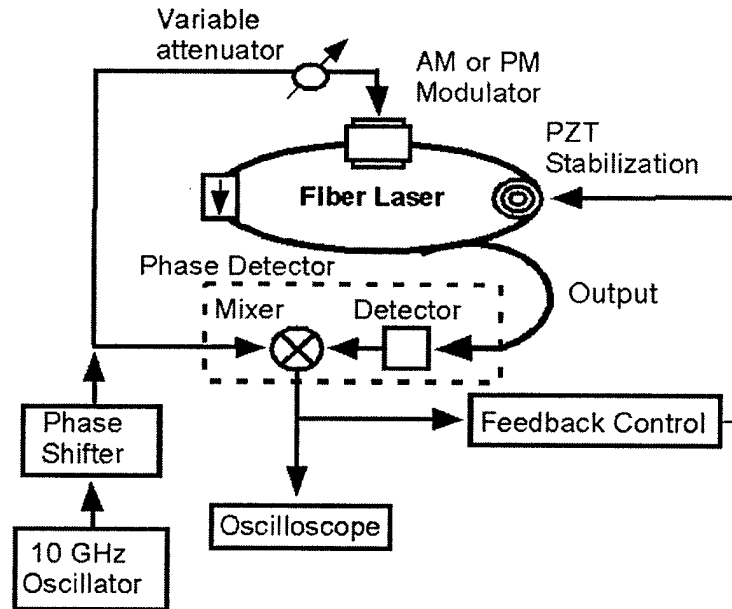 Variable
attenuator
AM or PM
Modulator
PZT
Stabilization
Fiber Laser
Phase Detector
Mixer
Detector
Output
Phase
Shifter
Feedback Control
Oscilloscope
10 GHz
Oscillator